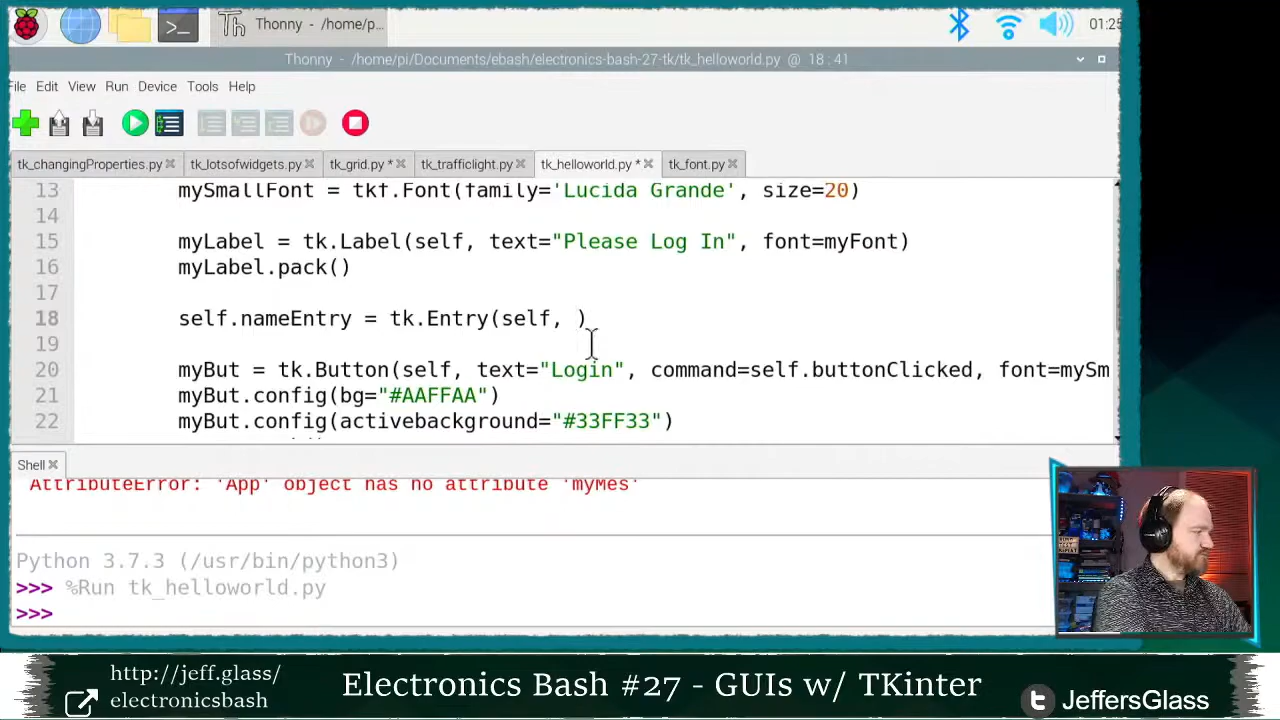 Thonny - /home/p...
01:25
Thonny - /home/pi/Documents/ebash/electronics-bash-27-tk/tk_helloworld.py @ 18:41
File Edit View Run Device Tools Help
tk_changingProperties.py tk_lotsofwidgets.py tk_grid.py * tk_trafficlight.py tk_helloworld.py * tk_font.py
13 mySmallFont = tkf.Font(family='Lucida Grande', size=20)
14
15 myLabel = tk.Label(self, text="Please Log In", font=myFont)
16 myLabel.pack()
17
18 self.nameEntry = tk.Entry(self, )
19
20 myBut = tk.Button(self, text="Login", command=self.buttonClicked, font=mySm
21 myBut.config(bg="#AAFFAA")
22 myBut.config(activebackground="#33FF33")
Shell
AttributeError: 'App' object has no attribute 'myMes'
Python 3.7.3 (/usr/bin/python3)
>>> %Run tk_helloworld.py
>>>
http://jeff.glass/
electronicsbash
Electronics Bash #27 - GUIs w/ TKinter
JeffersGlass